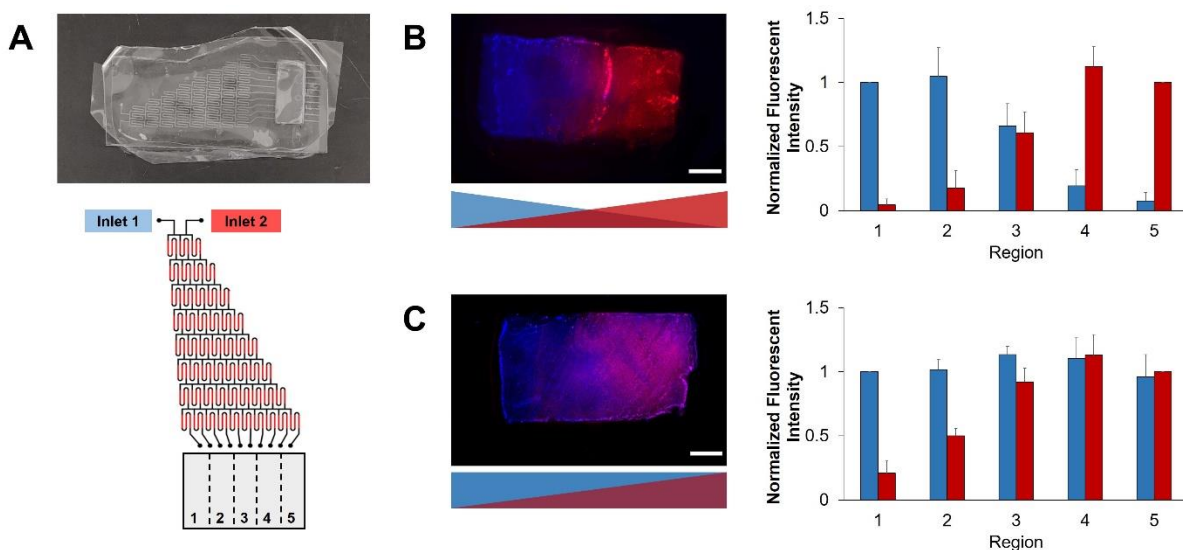 A
Inlet 1
Inlet 2
1 2 3 4 5
B
Normalized Fluorescent
Intensity
1.5
1
0.5
0
1 2 3 4 5
Region
C
Normalized Fluorescent
Intensity
1.5
1
0.5
0
1 2 3 4 5
Region